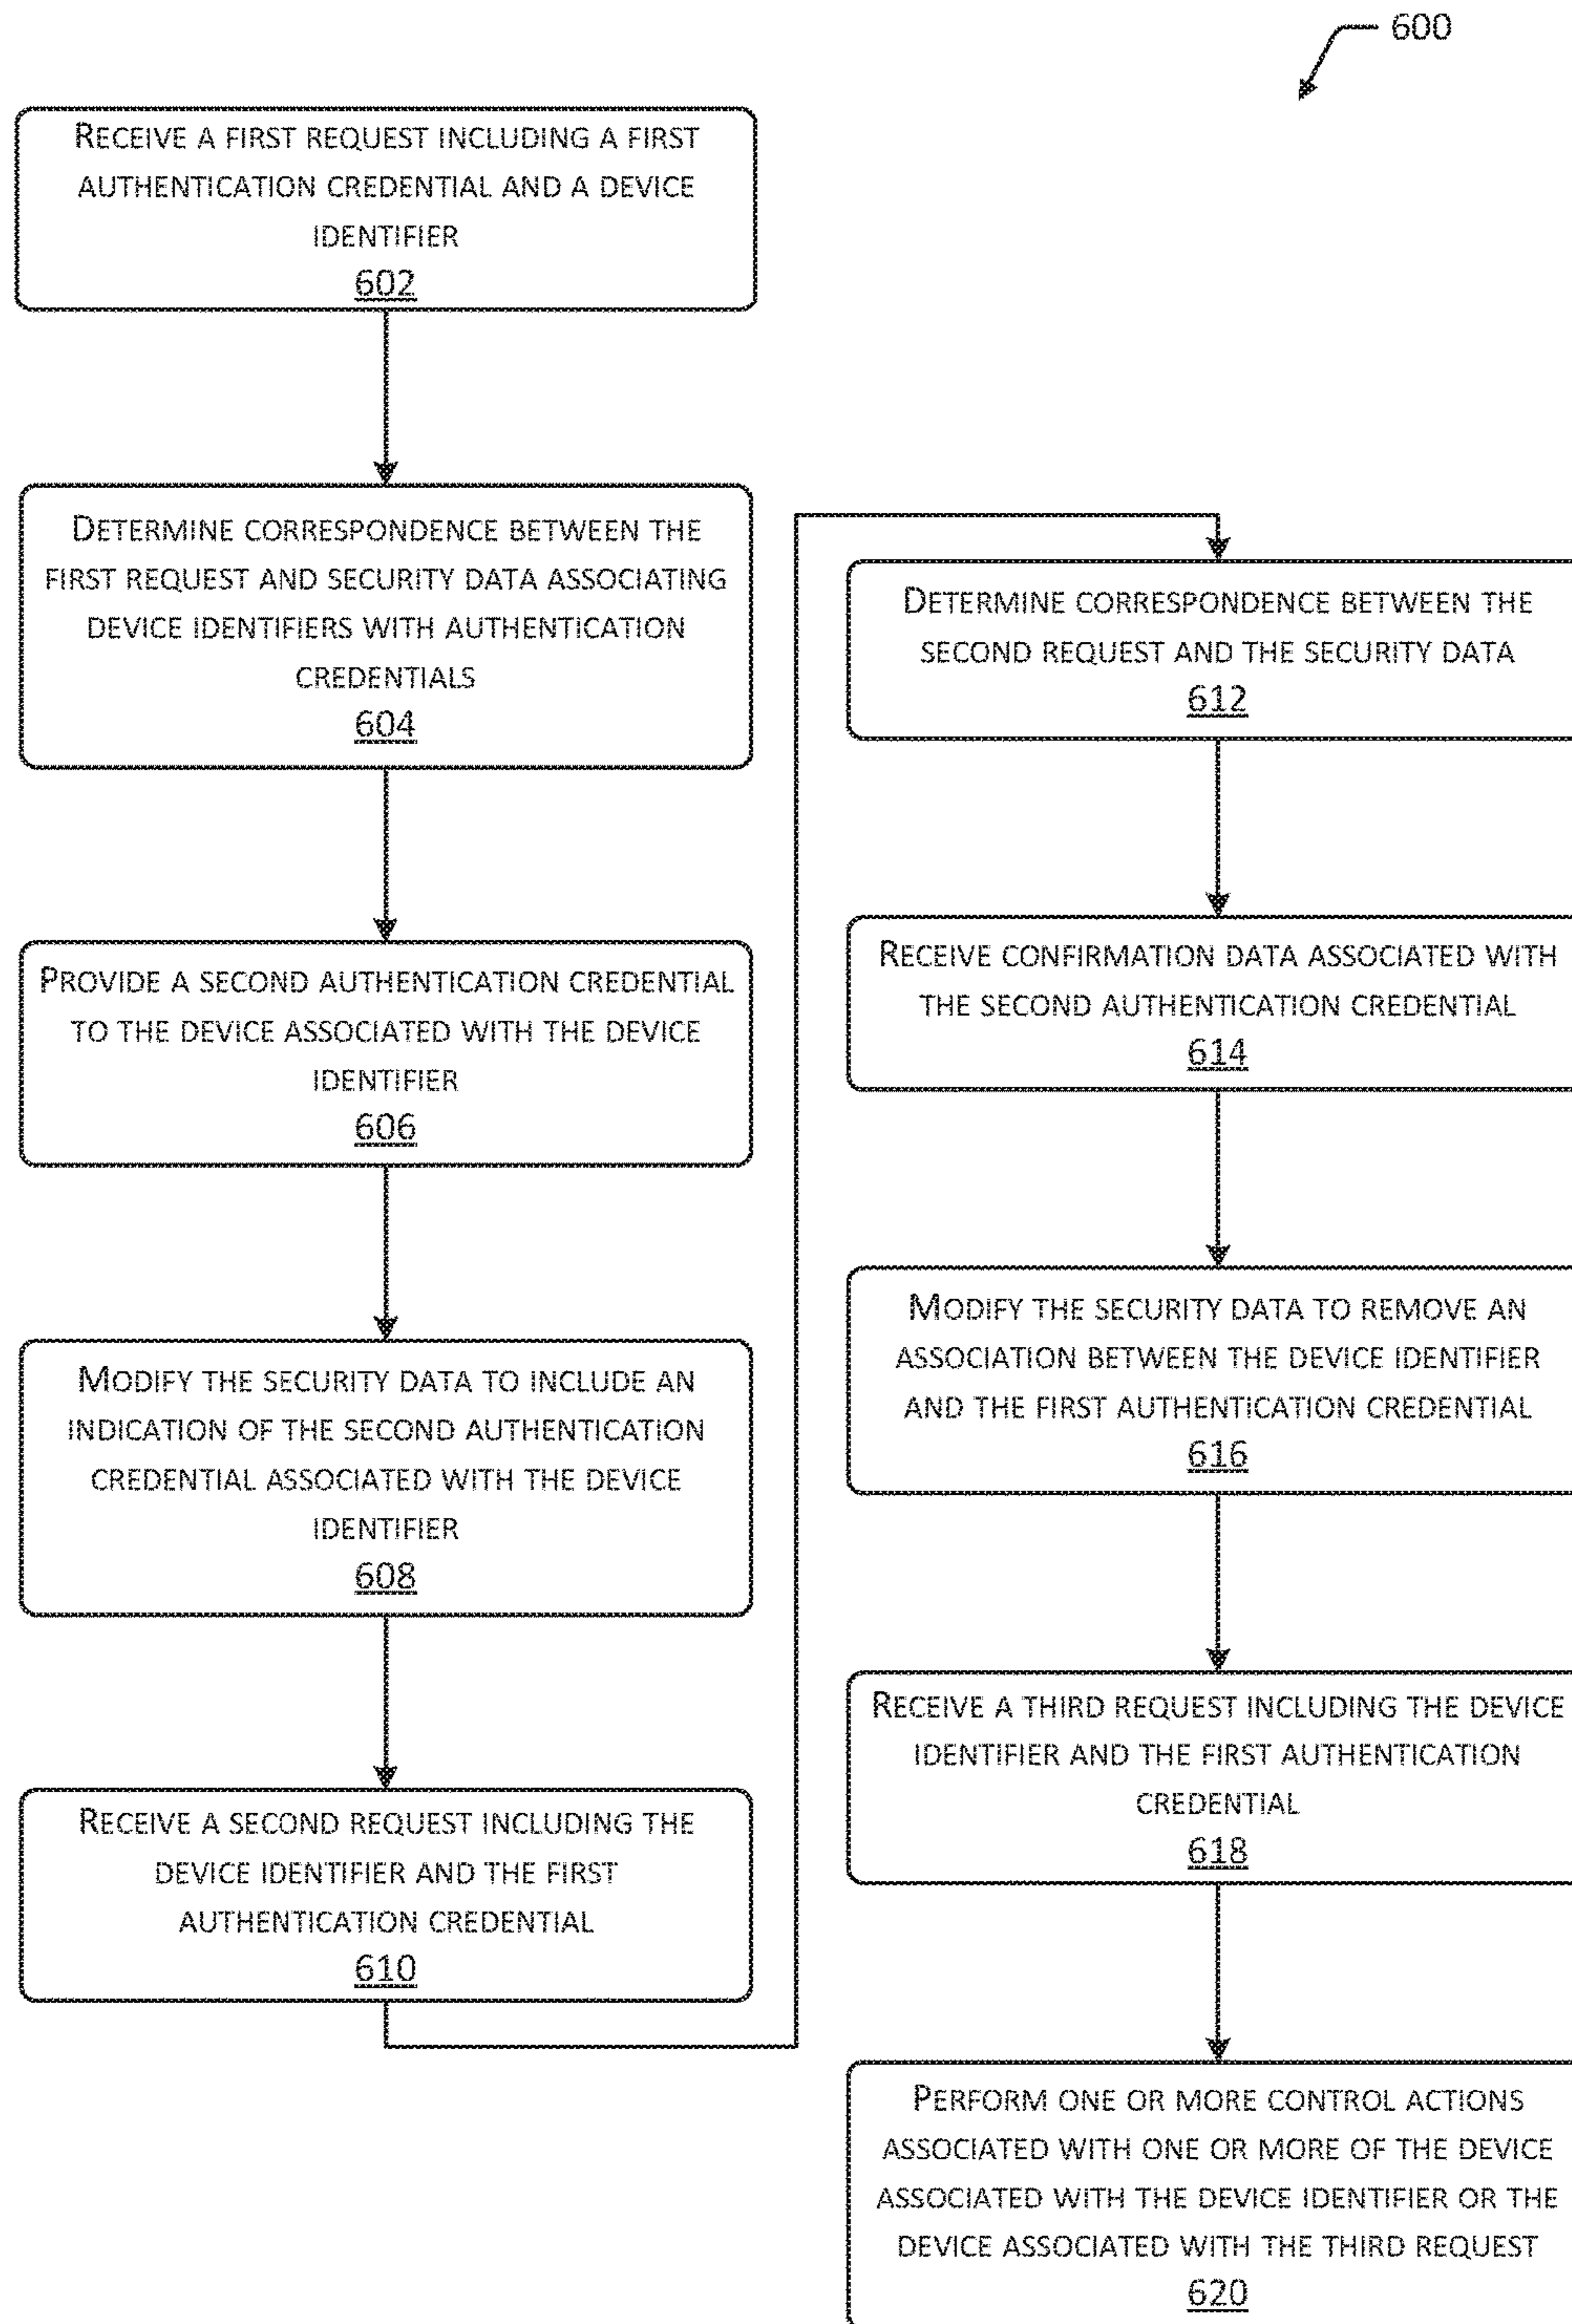 600
RECEIVE A FIRST REQUEST INCLUDING A FIRST
AUTHENTICATION CREDENTIAL AND A DEVICE
IDENTIFIER
602
DETERMINE CORRESPONDENCE BETWEEN THE
FIRST REQUEST AND SECURITY DATA ASSOCIATING
DEVICE IDENTIFIERS WITH AUTHENTICATION
CREDENTIALS
604
PROVIDE A SECOND AUTHENTICATION CREDENTIAL
TO THE DEVICE ASSOCIATED WITH THE DEVICE
IDENTIFIER
606
MODIFY THE SECURITY DATA TO INCLUDE AN
INDICATION OF THE SECOND AUTHENTICATION
CREDENTIAL ASSOCIATED WITH THE DEVICE
IDENTIFIER
608
RECEIVE A SECOND REQUEST INCLUDING THE
DEVICE IDENTIFIER AND THE FIRST
AUTHENTICATION CREDENTIAL
610
DETERMINE CORRESPONDENCE BETWEEN THE
SECOND REQUEST AND THE SECURITY DATA
612
RECEIVE CONFIRMATION DATA ASSOCIATED WITH
THE SECOND AUTHENTICATION CREDENTIAL
614
MODIFY THE SECURITY DATA TO REMOVE AN
ASSOCIATION BETWEEN THE DEVICE IDENTIFIER
AND THE FIRST AUTHENTICATION CREDENTIAL
616
RECEIVE A THIRD REQUEST INCLUDING THE DEVICE
IDENTIFIER AND THE FIRST AUTHENTICATION
CREDENTIAL
618
PERFORM ONE OR MORE CONTROL ACTIONS
ASSOCIATED WITH ONE OR MORE OF THE DEVICE
ASSOCIATED WITH THE DEVICE IDENTIFIER OR THE
DEVICE ASSOCIATED WITH THE THIRD REQUEST
620